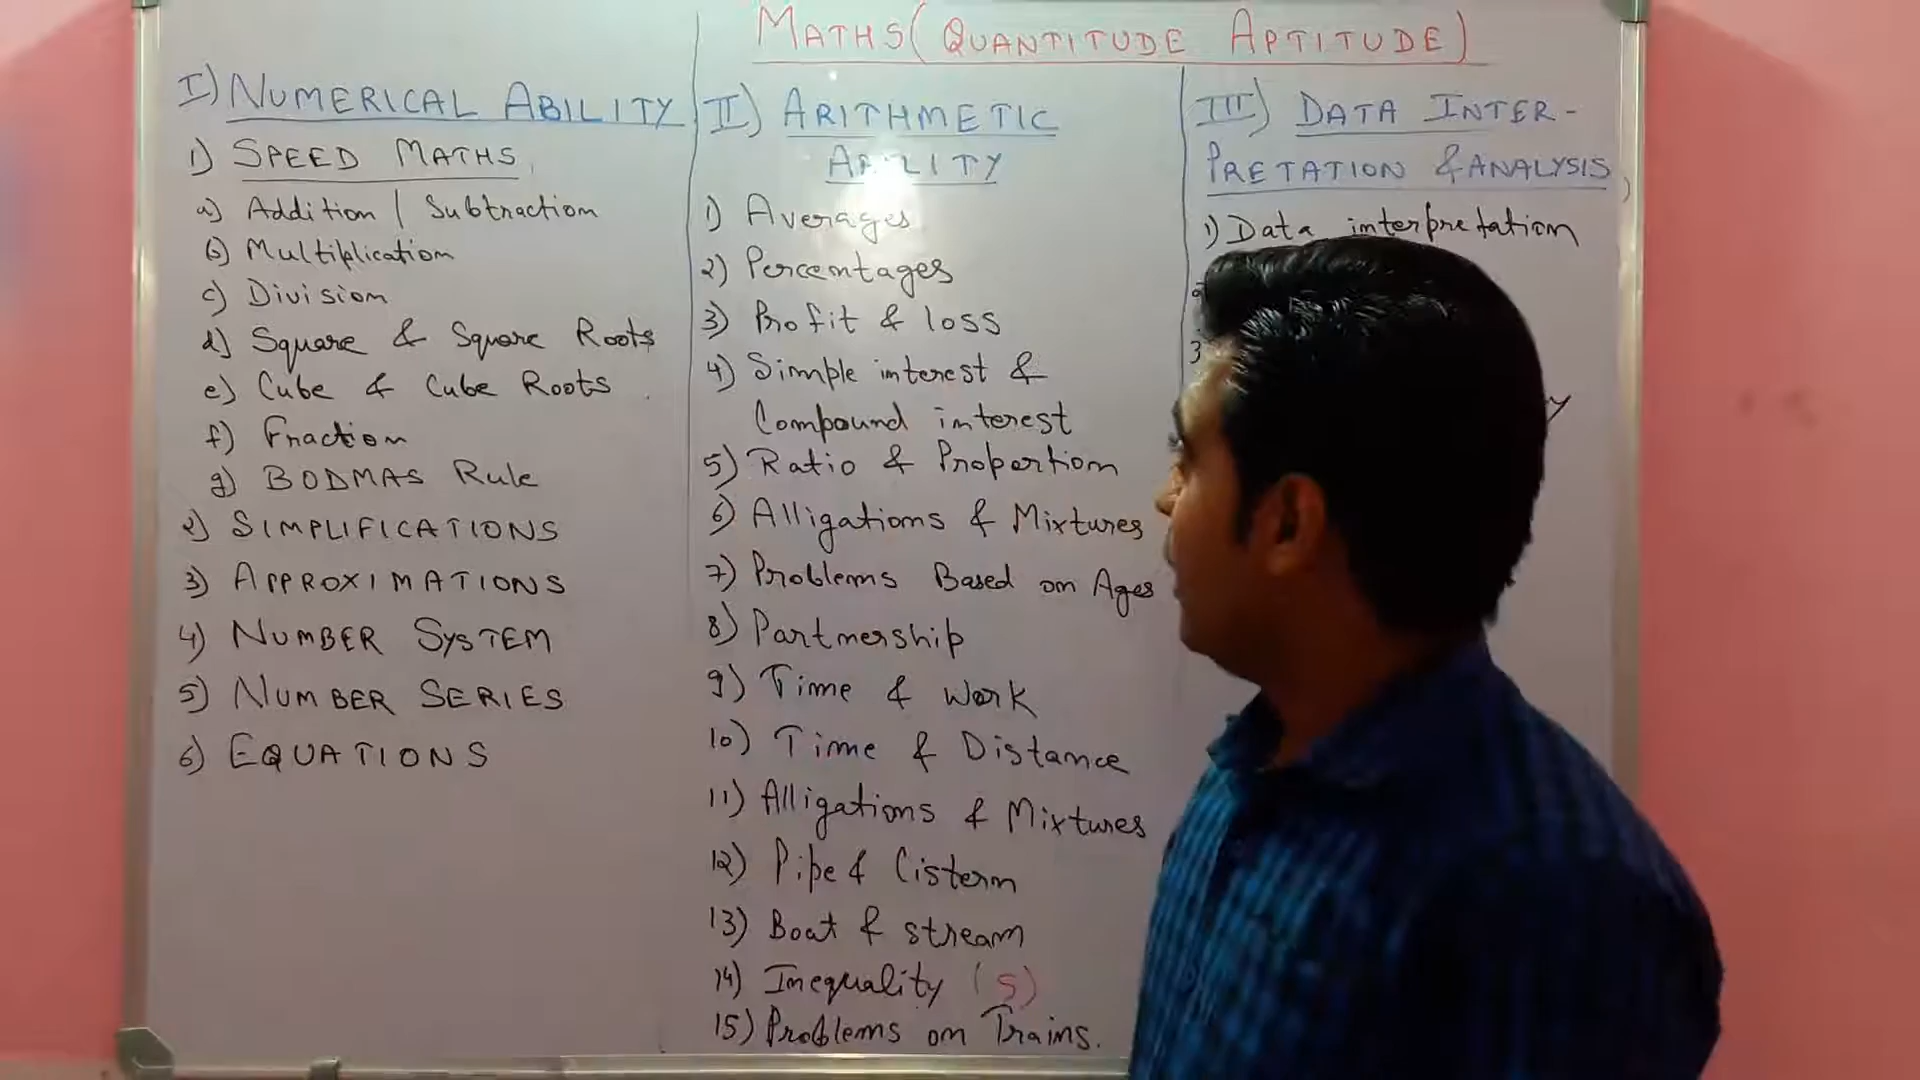 MATHS(QUANTITUDE APTITUDE)
I) NUMERICAL ABILITY
1) SPEED MATHS
a) Addition / Subtraction
b) Multiplication
c) Division
d) Square & Square Roots
e) Cube & Cube Roots
f) Fraction
g) BODMAS Rule
2) SIMPLIFICATIONS
3) APPROXIMATIONS
4) NUMBER SYSTEM
5) NUMBER SERIES
6) EQUATIONS
II) ARITHMETIC
ABILITY
1) Averages
2) Percentages
3) Profit & loss
4) Simple interest &
Compound interest
5) Ratio & Proportion
6) Alligations & Mixtures
7) Problems Based on Ages
8) Partnership
9) Time & Work
10) Time & Distance
11) Alligations & Mixtures
12) Pipe & Cistern
13) Boat & stream
14) Inequality (5)
15) Problems on Trains.
III) DATA INTER-
PRETATION & ANALYSIS
1) Data interpretation